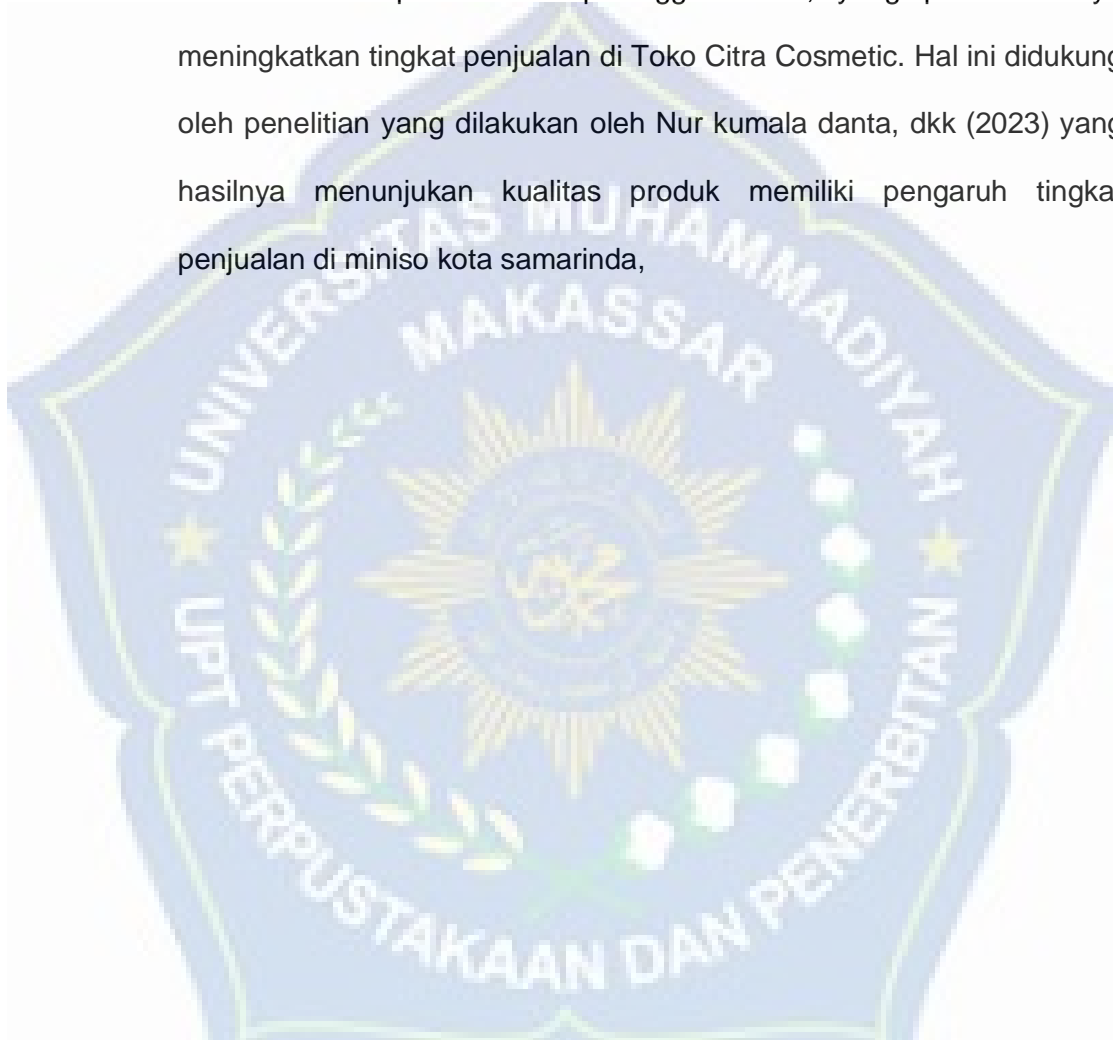 meningkatkan tingkat penjualan di Toko Citra Cosmetic. Hal ini didukung
oleh penelitian yang dilakukan oleh Nur kumala danta, dkk (2023) yang
hasilnya menunjukan kualitas produk memiliki pengaruh tingka
penjualan di miniso kota samarinda,
UNIVERSITAS MUHAMMADIYAH
MAKASSAR
UPT PERPUSTAKAAN DAN PENERBITAN